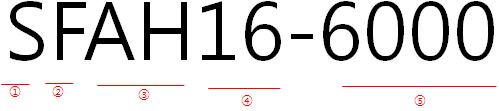 SFAH16-6000
① ② ③ ④ ⑤